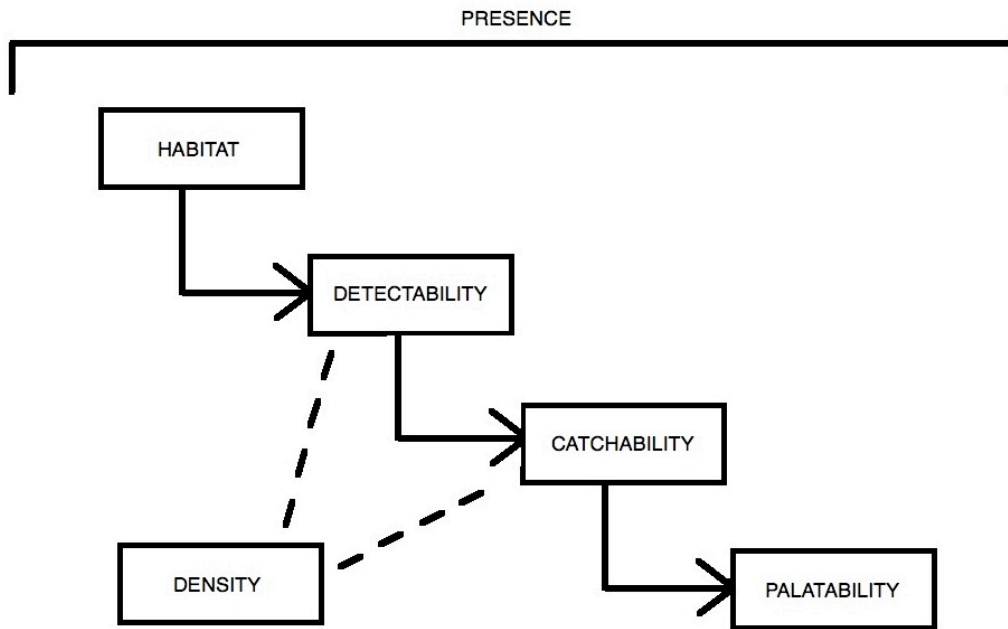 PRESENCE
HABITAT
DETECTABILITY
CATCHABILITY
DENSITY
PALATABILITY